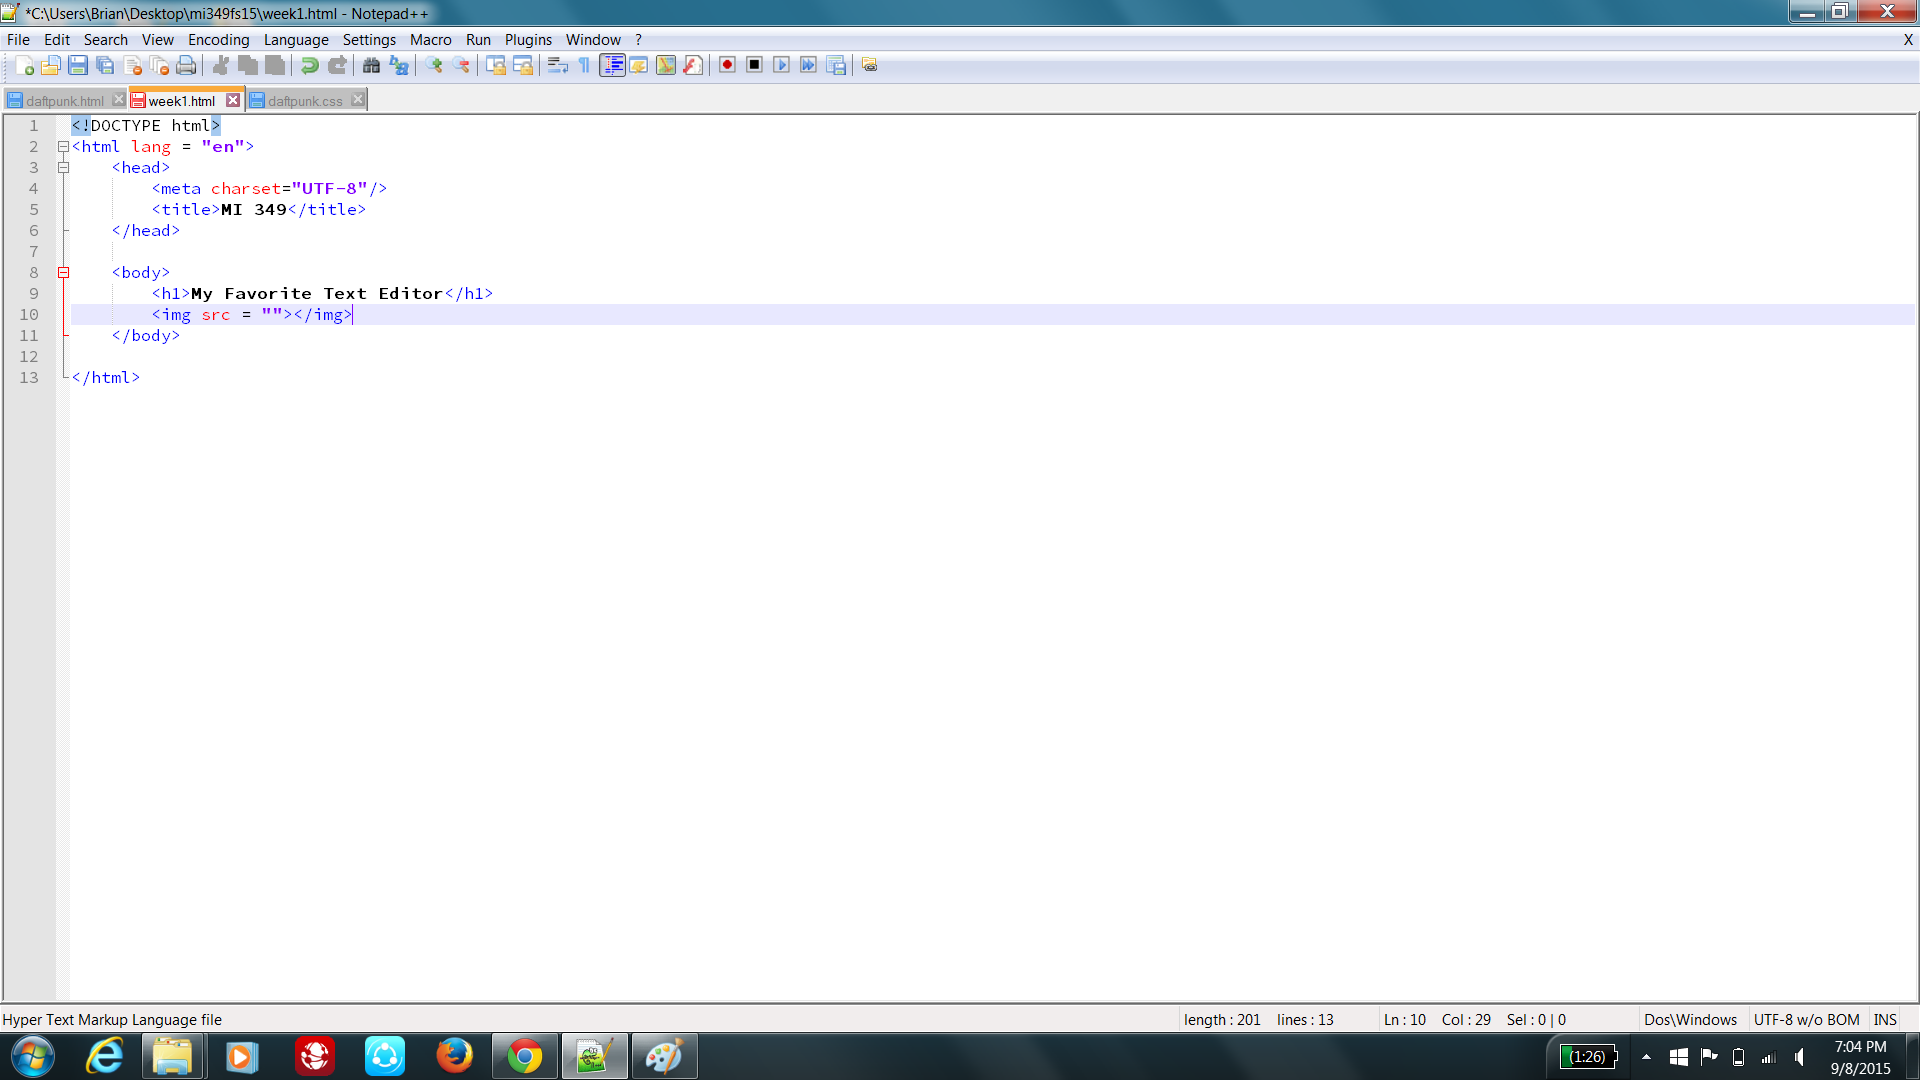 *C:\Users\Brian\Desktop\mi349fs15\week1.html - Notepad++
File Edit Search View Encoding Language Settings Macro Run Plugins Window ? X
daftpunk.html week1.html daftpunk.css
1 <!DOCTYPE html>
2 <html lang = "en">
3 <head>
4 <meta charset="UTF-8"/>
5 <title>MI 349</title>
6 </head>
7
8 <body>
9 <h1>My Favorite Text Editor</h1>
10 <img src = ""></img>
11 </body>
12
13 </html>
Hyper Text Markup Language file length : 201 lines : 13 Ln : 10 Col : 29 Sel : 0 | 0 Dos\Windows UTF-8 w/o BOM INS
(1:26) 7:04 PM
9/8/2015